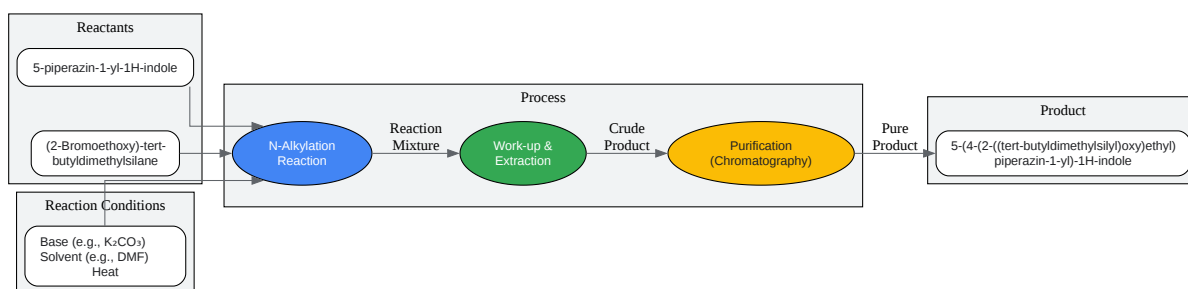 Reactants
5-piperazin-1-yl-1H-indole
(2-Bromoethoxy)-tert-
butyldimethylsilane
Reaction Conditions
Base (e.g., K₂CO₃)
Solvent (e.g., DMF)
Heat
Process
N-Alkylation
Reaction
Reaction
Mixture
Work-up &
Extraction
Crude
Product
Purification
(Chromatography)
Pure
Product
Product
5-(4-(2-((tert-butyldimethylsilyl)oxy)ethyl)
piperazin-1-yl)-1H-indole